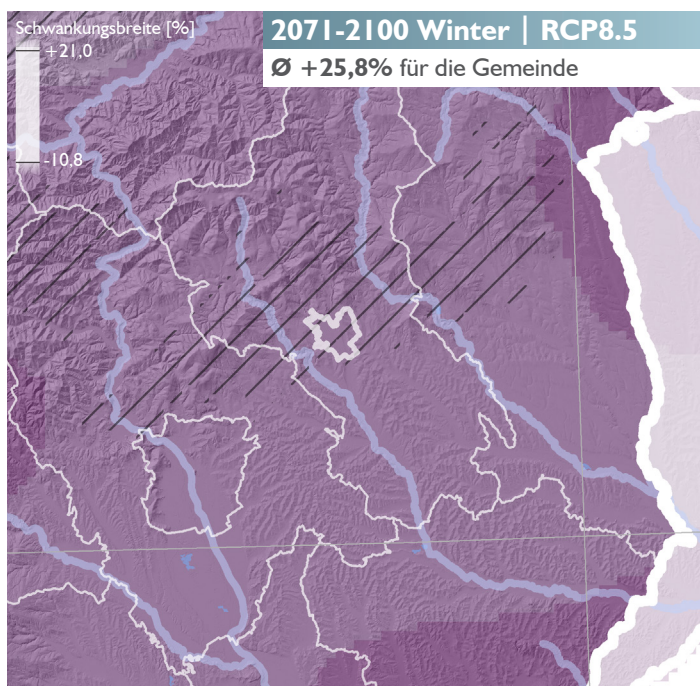 2071-2100 Winter | RCP8.5
Ø +25,8% für die Gemeinde
Schwankungsbreite [%]
+21,0
-10,8